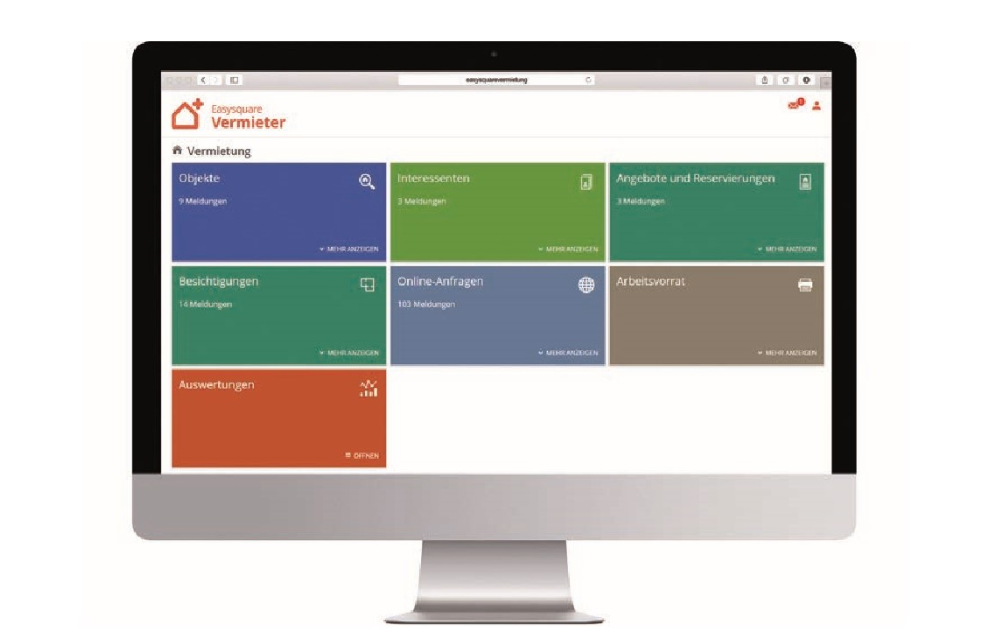 easysquarevermietung
Easysquare
Vermieter
Vermietung
Objekte
9 Meldungen
MEHR ANZEIGEN
Interessenten
3 Meldungen
MEHR ANZEIGEN
Angebote und Reservierungen
3 Meldungen
MEHR ANZEIGEN
Besichtigungen
14 Meldungen
MEHR ANZEIGEN
Online-Anfragen
103 Meldungen
MEHR ANZEIGEN
Arbeitsvorrat
MEHR ANZEIGEN
Auswertungen
ÖFFNEN